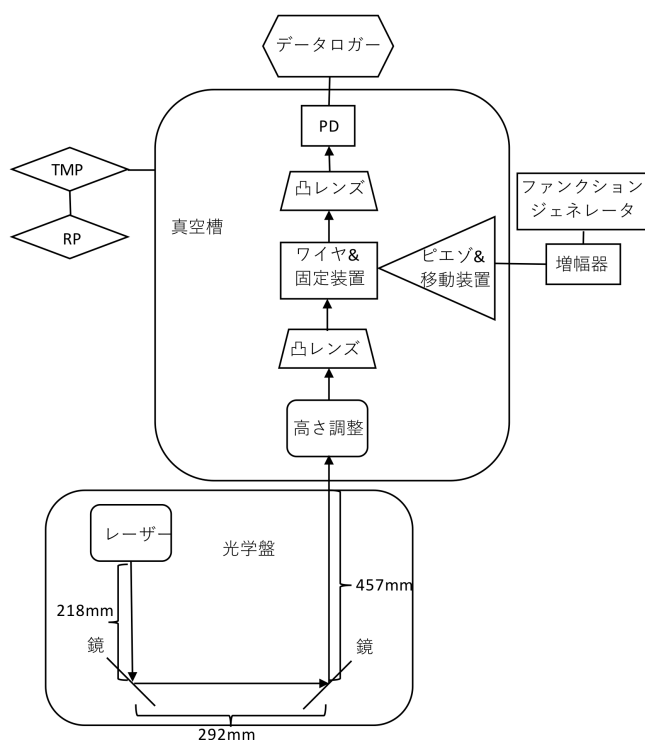 データロガー
PD
TMP
凸レンズ
ファンクション
ジェネレータ
真空槽
RP
ワイヤ&
固定装置
ピエゾ&
移動装置
増幅器
凸レンズ
高さ調整
レーザー
光学盤
457mm
218mm
鏡
鏡
292mm